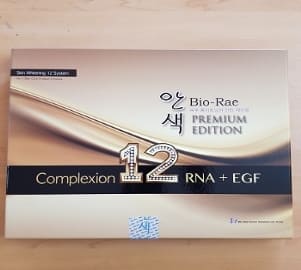 Skin Whitening 12 System
안색
Bio-Rae
PREMIUM
EDITION
Complexion 12 RNA + EGF